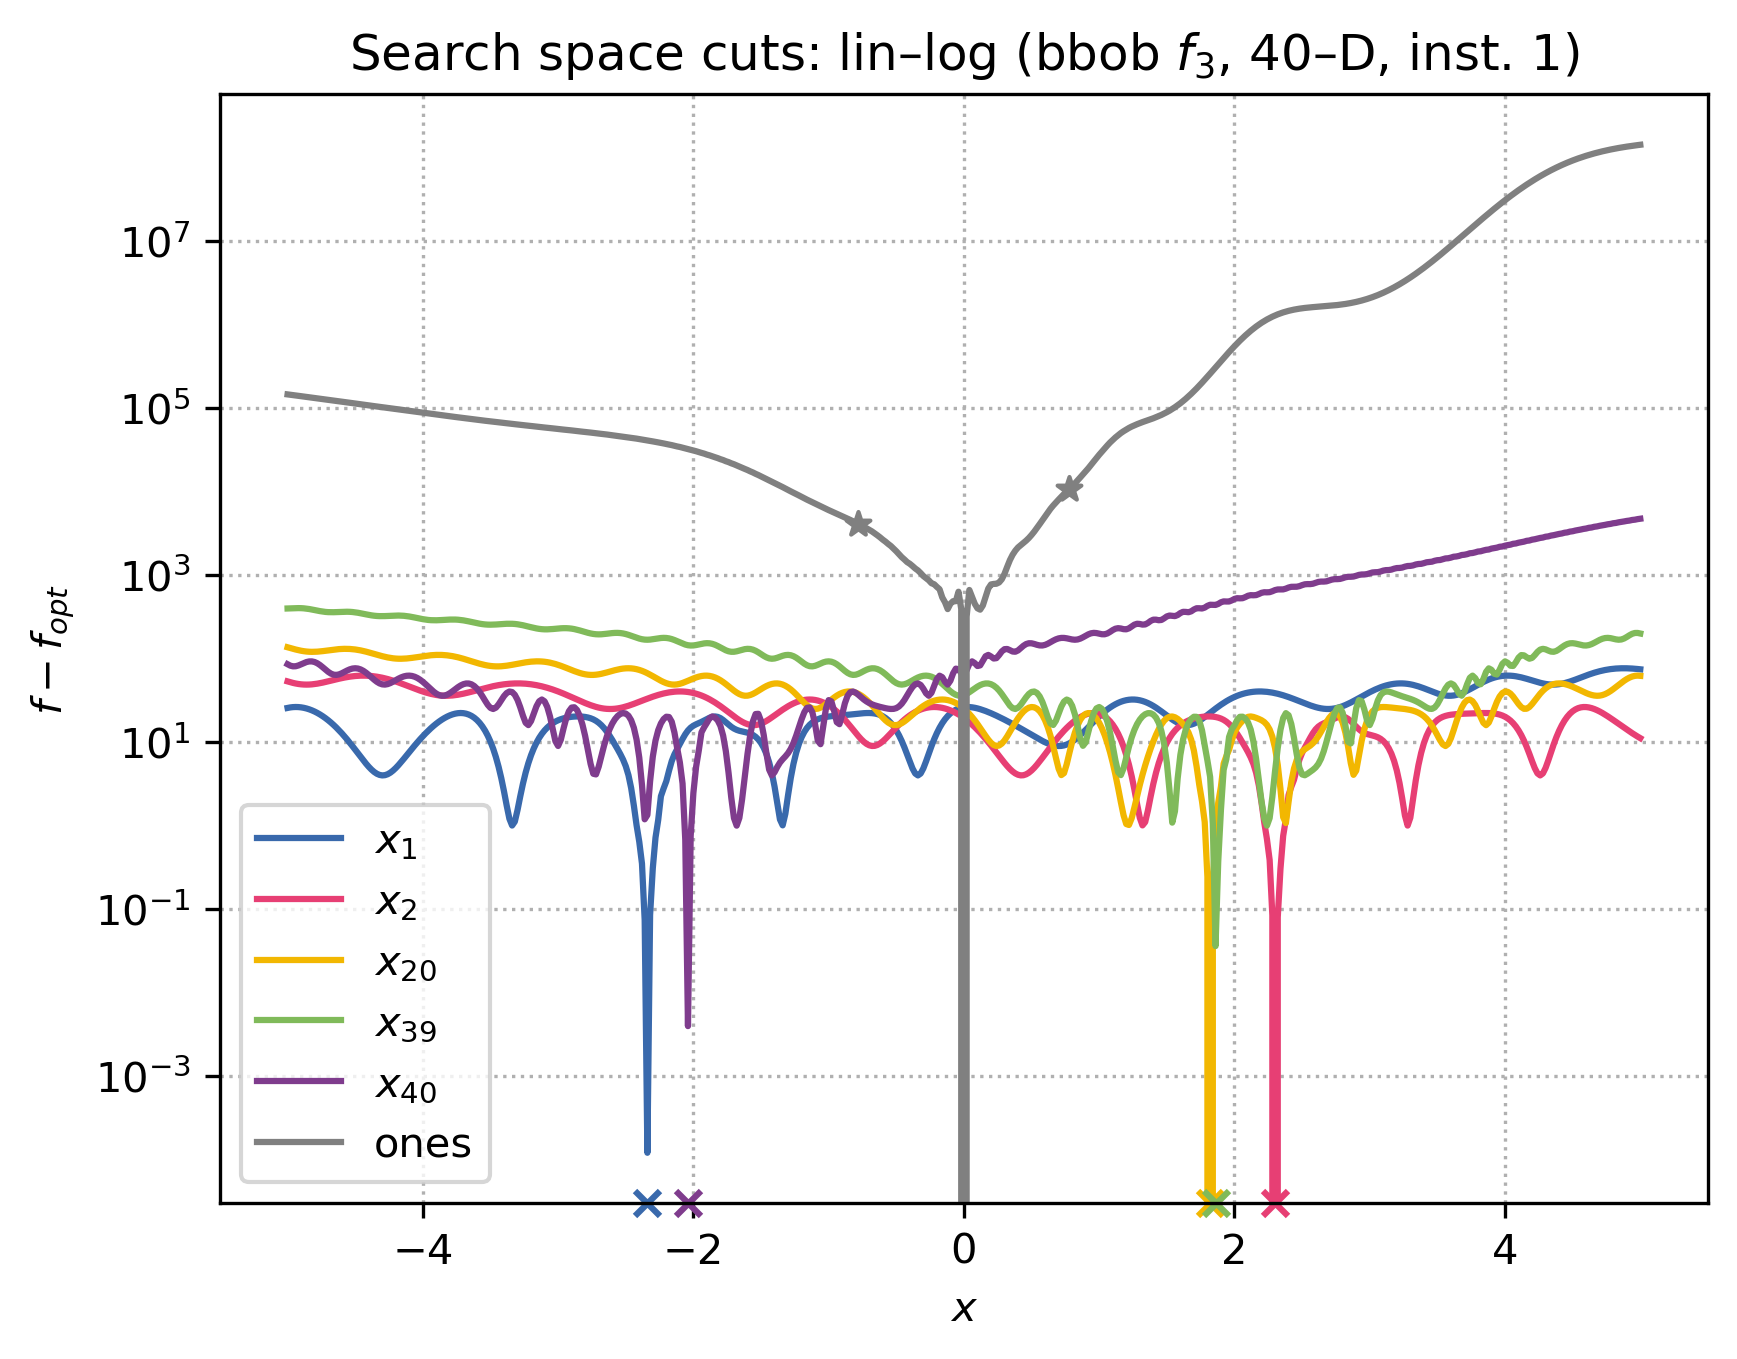 Search space cuts: lin–log (bbob f₃, 40–D, inst. 1)
f − f_opt
10⁷
10⁵
10³
10¹
10⁻¹
10⁻³
x₁
x₂
x₂₀
x₃₉
x₄₀
ones
−4
−2
0
2
4
x